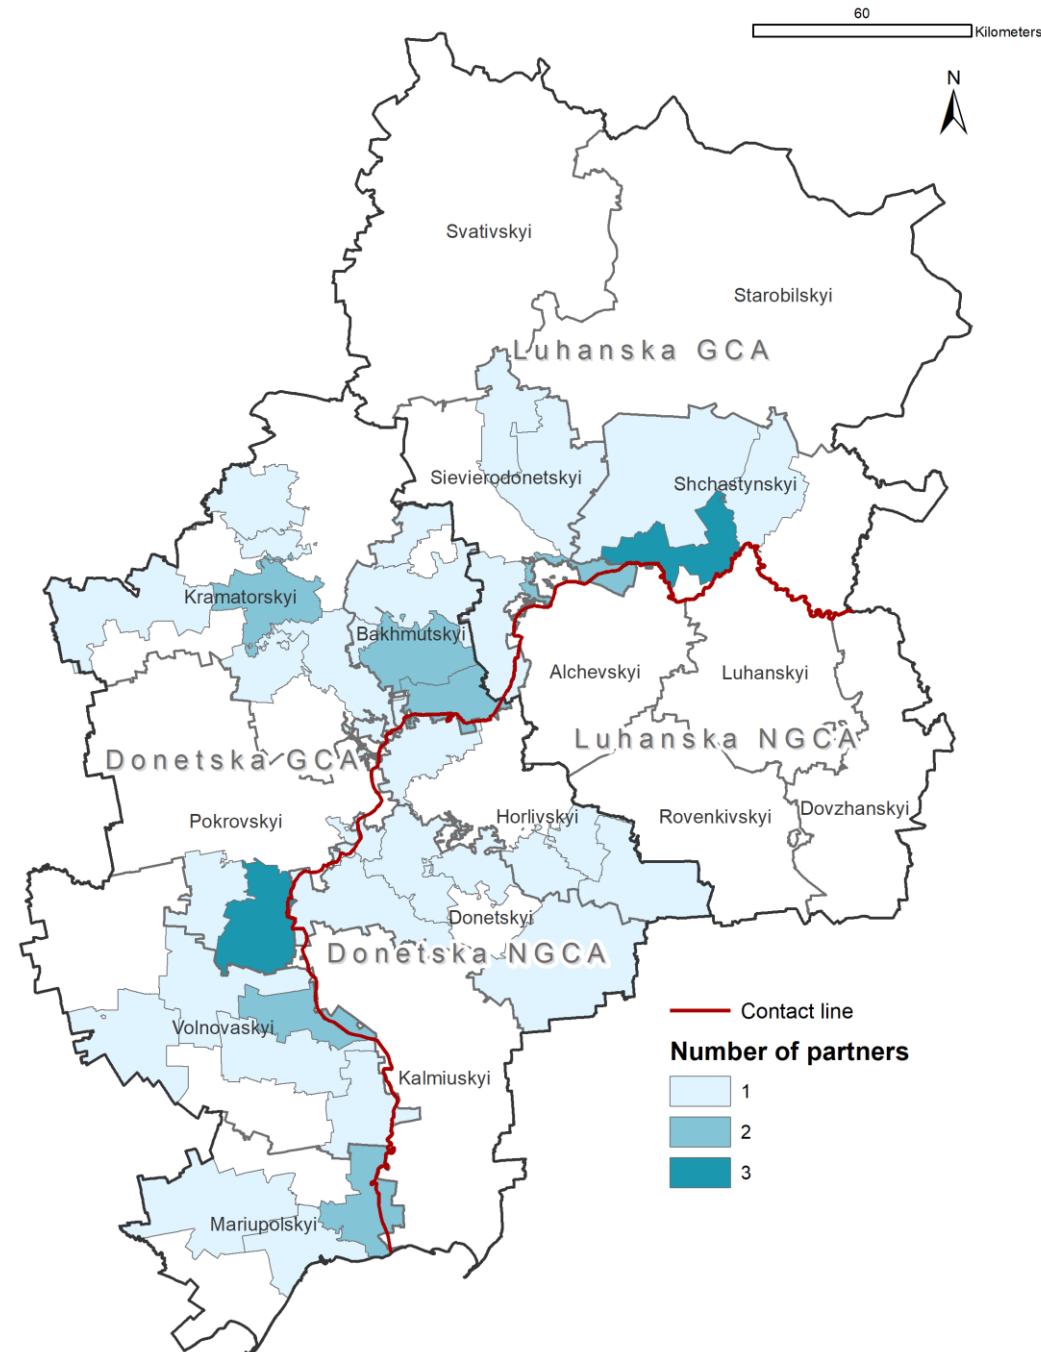 60
Kilometers
N
Svativskyi
Starobilskyi
Luhanska GCA
Sievierodonetskyi
Shchastynskyi
Kramatorskyi
Bakhmutskyi
Alchevskyi
Luhanskyi
Luhanska NGCA
Donetska GCA
Pokrovskyi
Horlivskyi
Rovenkivskyi
Dovzhanskyi
Donetskyi
Donetska NGCA
Volnovaskyi
Kalmiuskyi
Mariupolskyi
Contact line
Number of partners
1
2
3